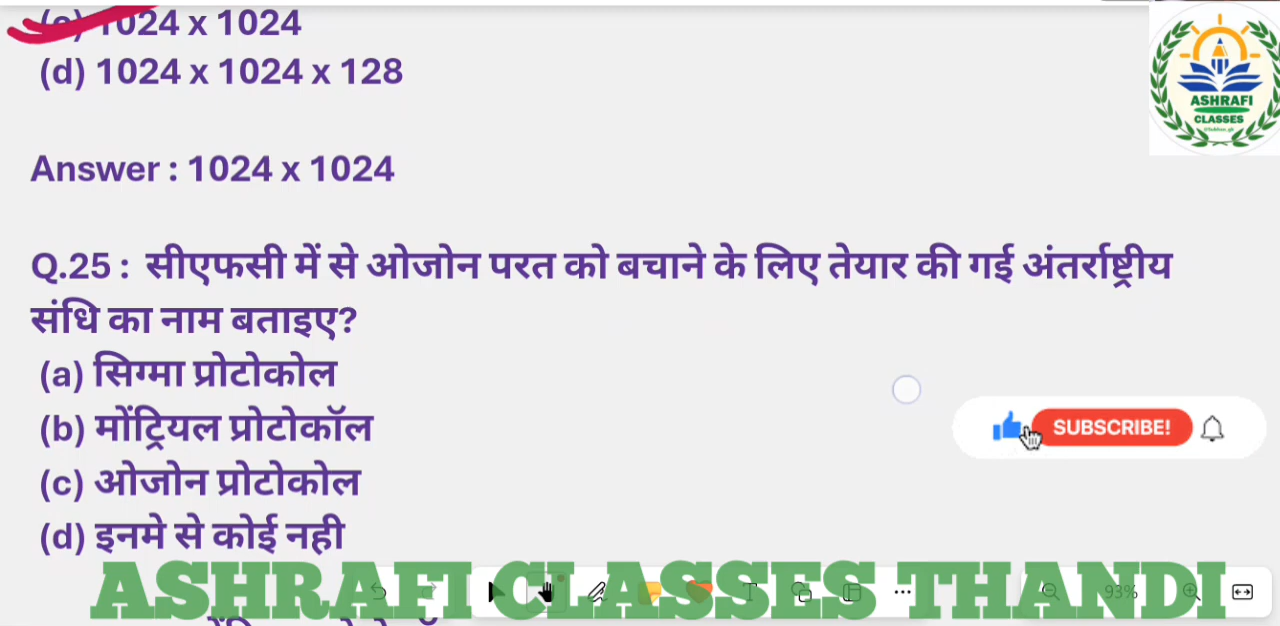 (c) 1024 x 1024
(d) 1024 x 1024 x 128
ASHRAFI
CLASSES
Answer : 1024 x 1024
Q.25 : सीएफसी में से ओजोन परत को बचाने के लिए तेयार की गई अंतर्राष्ट्रीय
संधि का नाम बताइए?
(a) सिग्मा प्रोटोकोल
(b) मोंट्रियल प्रोटोकॉल
SUBSCRIBE!
(c) ओजोन प्रोटोकोल
(d) इनमे से कोई नही
ASHRAFI CLASSES THANDI
93%